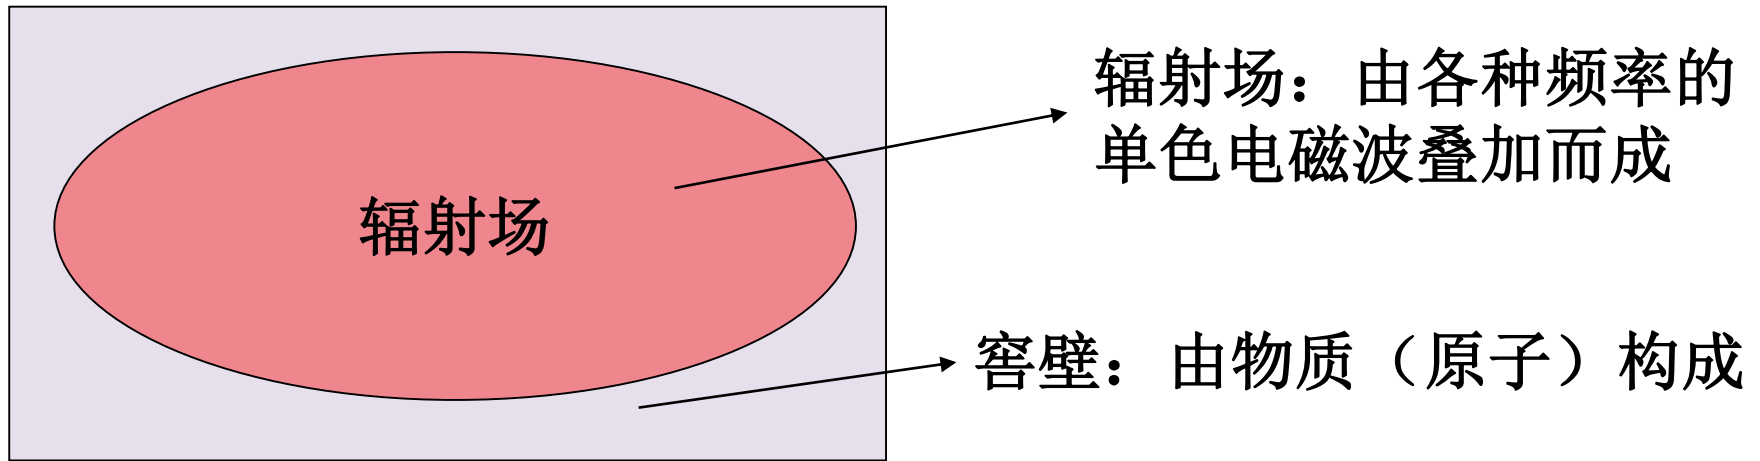 辐射场
辐射场：由各种频率的
单色电磁波叠加而成
窖壁：由物质（原子）构成